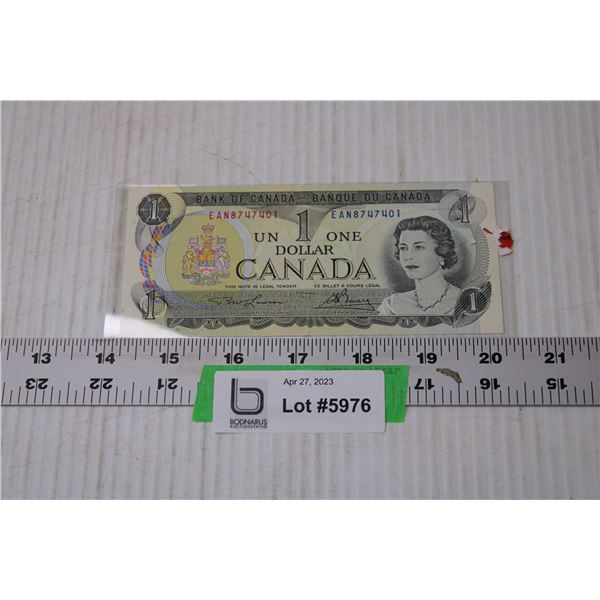 BANK OF CANADA – BANQUE DU CANADA
1 EAN8747401 EAN8747401 1
UN 1 ONE
DOLLAR
CANADA
THIS NOTE IS LEGAL TENDER CE BILLET A COURS LÉGAL
1 1
13 14 15 16 17 18 19 20 21
23 22 21 17 16 15
Apr 27, 2023
Lot #5976
b
BODNARUS
AUCTIONEERING